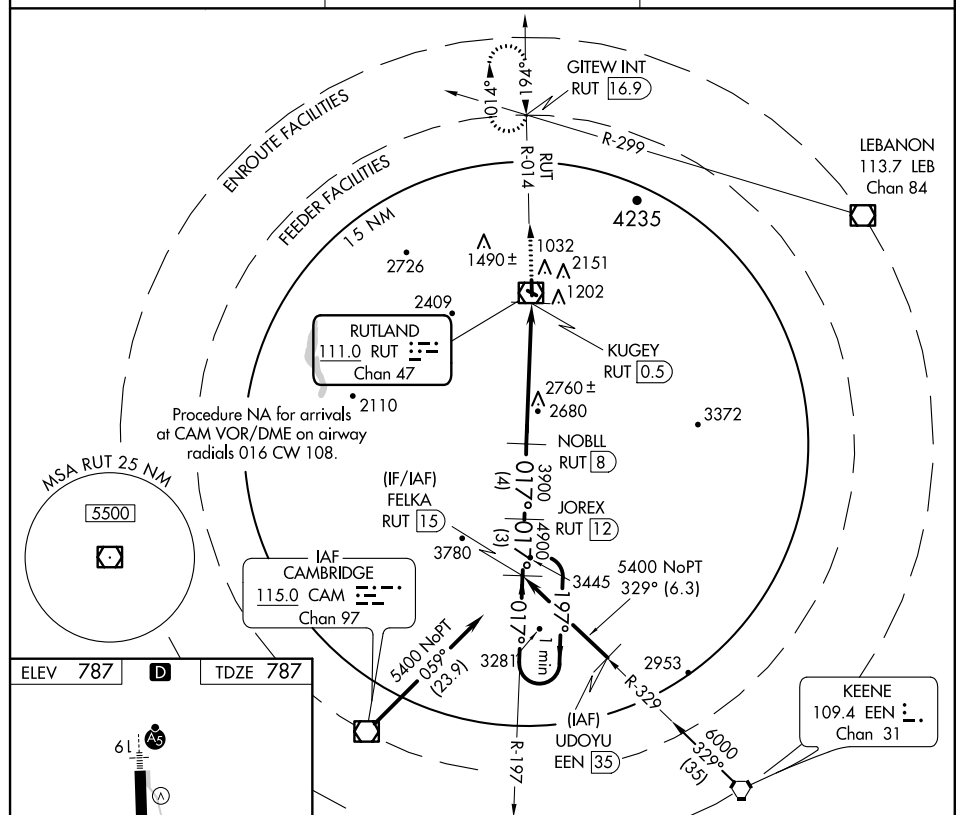 ENROUTE FACILITIES
FEEDER FACILITIES
15 NM
014°
194°
GITEW INT
RUT 16.9
R-299
RUT
R-014
LEBANON
113.7 LEB
Chan 84
4235
2726
1490±
1032
2151
1202
2409
RUTLAND
111.0 RUT
Chan 47
KUGEY
RUT 0.5
2760±
2680
2110
3372
Procedure NA for arrivals
at CAM VOR/DME on airway
radials 016 CW 108.
NOBLL
RUT 8
MSA RUT 25 NM
5500
017°
3900
(4)
(IF/IAF)
FELKA
RUT 15
JOREX
RUT 12
3780
017°
4900
(3)
3445
5400 NoPT
329° (6.3)
IAF
CAMBRIDGE
115.0 CAM
Chan 97
5400 NoPT
059°
(23.9)
017°
197°
3281
1 min
2953
R-329
R-197
(IAF)
UDOYU
EEN 35
6000
329°
(35)
KEENE
109.4 EEN
Chan 31
ELEV 787
D
TDZE 787
19
A5